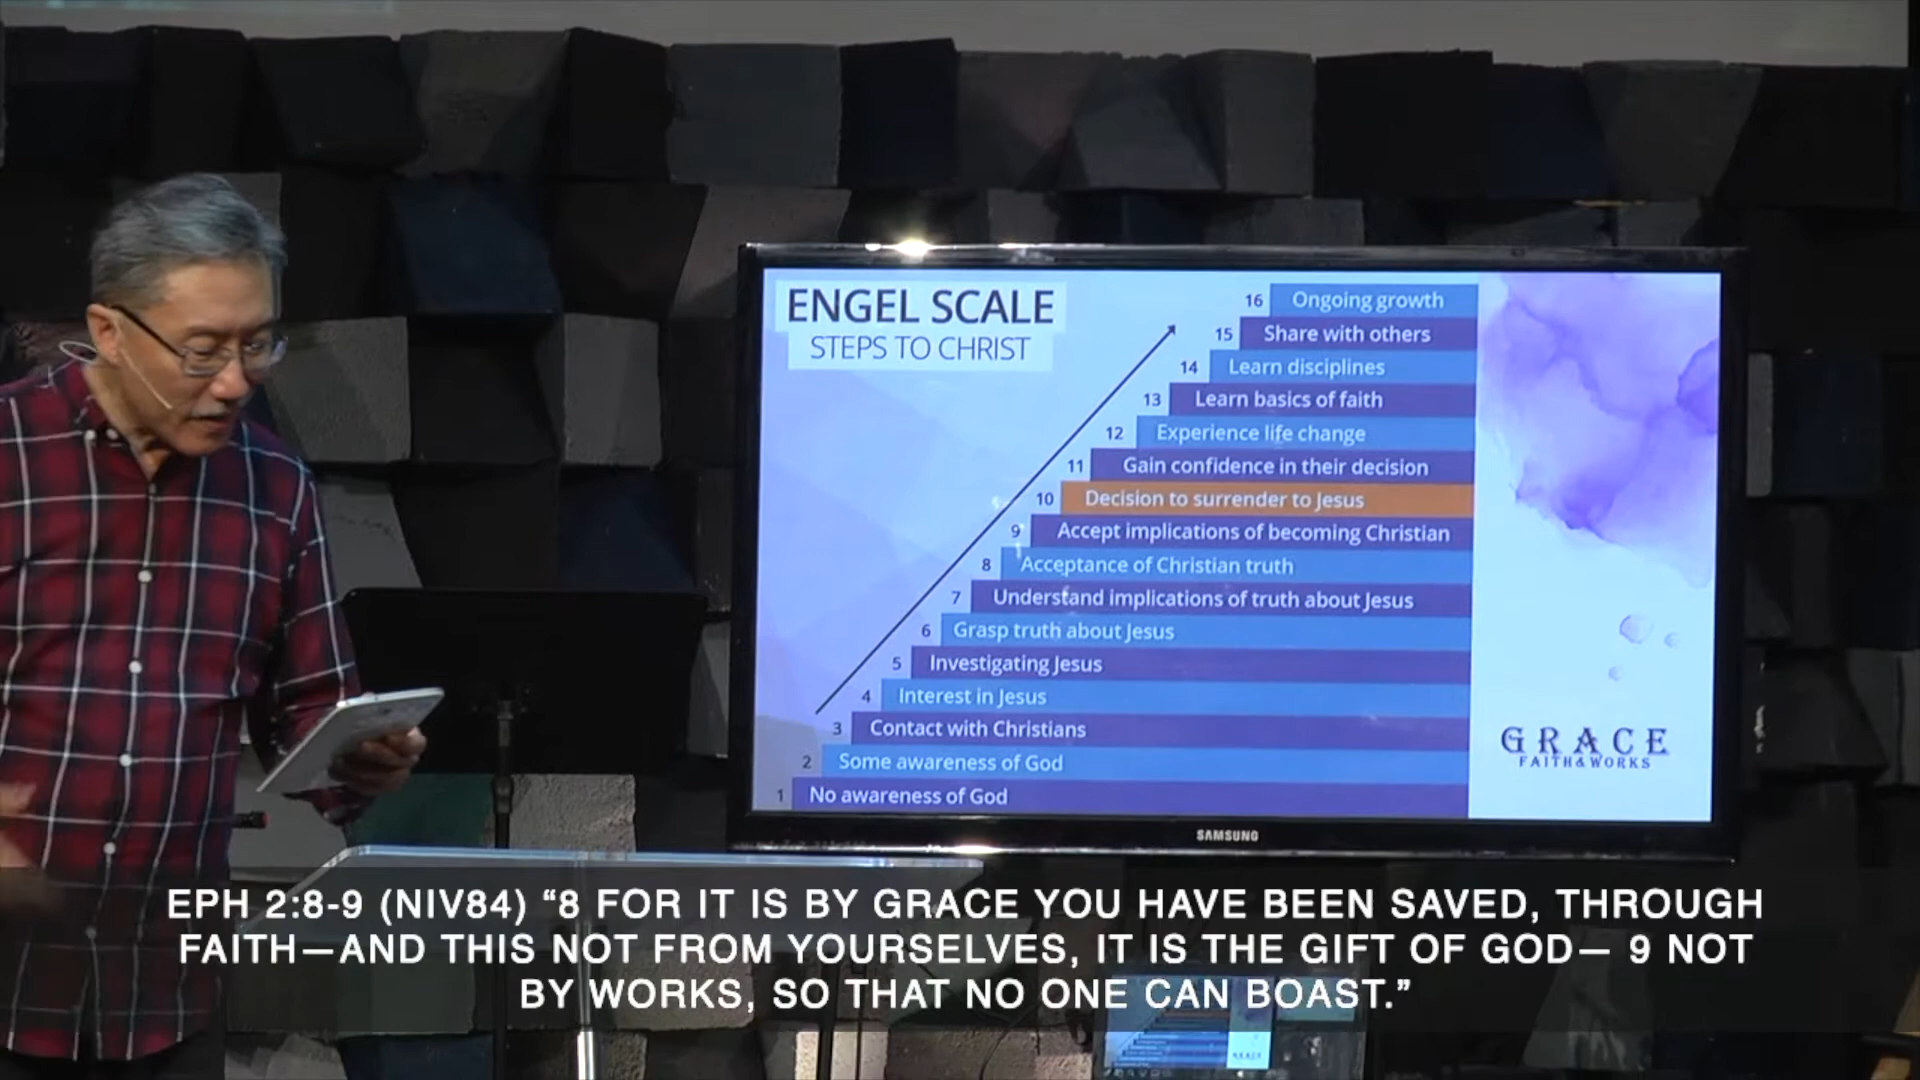 ENGEL SCALE
STEPS TO CHRIST
16 Ongoing growth
15 Share with others
14 Learn disciplines
13 Learn basics of faith
12 Experience life change
11 Gain confidence in their decision
10 Decision to surrender to Jesus
9 Accept implications of becoming Christian
8 Acceptance of Christian truth
7 Understand implications of truth about Jesus
6 Grasp truth about Jesus
5 Investigating Jesus
4 Interest in Jesus
3 Contact with Christians
2 Some awareness of God
1 No awareness of God
GRACE
FAITH&WORKS
SAMSUNG
EPH 2:8-9 (NIV84) “8 FOR IT IS BY GRACE YOU HAVE BEEN SAVED, THROUGH
FAITH—AND THIS NOT FROM YOURSELVES, IT IS THE GIFT OF GOD— 9 NOT
BY WORKS, SO THAT NO ONE CAN BOAST.”
GRACE